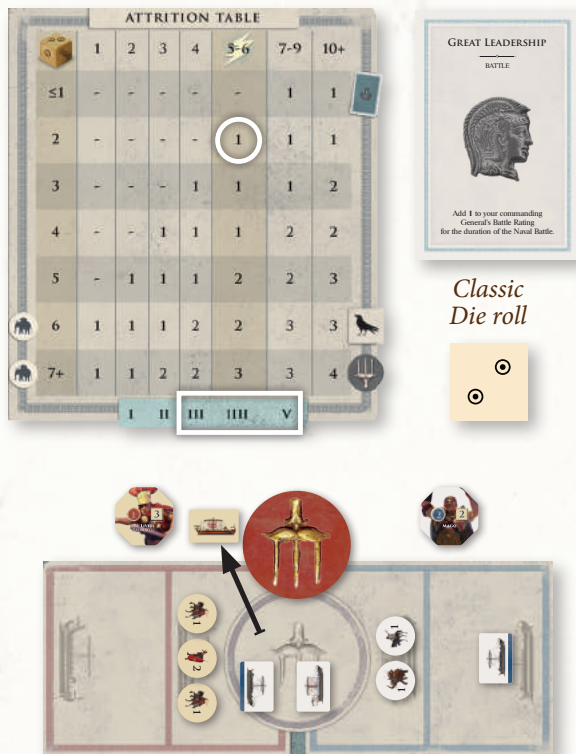 ATTRITION TABLE
1 2 3 4 5-6 7-9 10+
≤1 - - - - - 1 1
2 - - - - 1 1 1
3 - - - 1 1 1 2
4 - - 1 1 1 2 2
5 - 1 1 1 2 2 3
6 1 1 1 2 2 3 3
7+ 1 1 2 2 3 3 4
I II III IIII V
GREAT LEADERSHIP
BATTLE
Add 1 to your commanding
General's Battle Rating
for the duration of the Naval Battle.
Classic
Die roll
1 3
2 2
MAGO
1
2
1
1
1